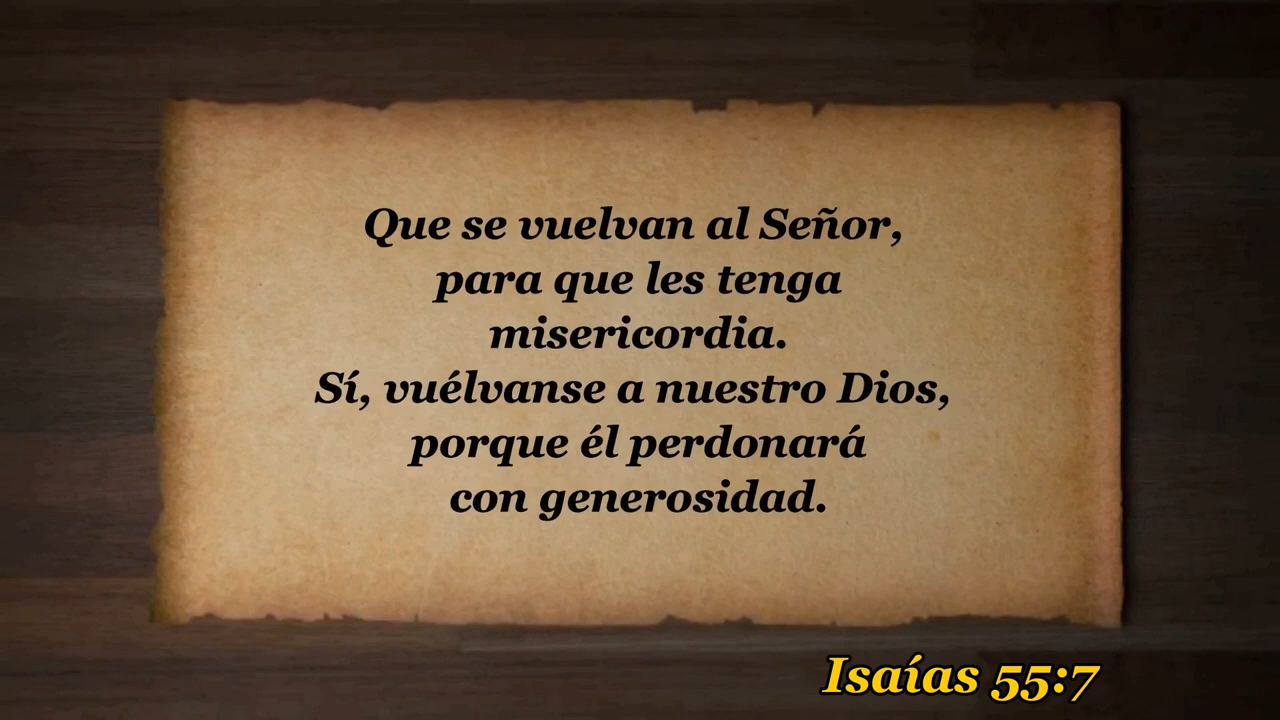 Que se vuelvan al Señor,
para que les tenga
misericordia.
Sí, vuélvanse a nuestro Dios,
porque él perdonará
con generosidad.
Isaías 55:7